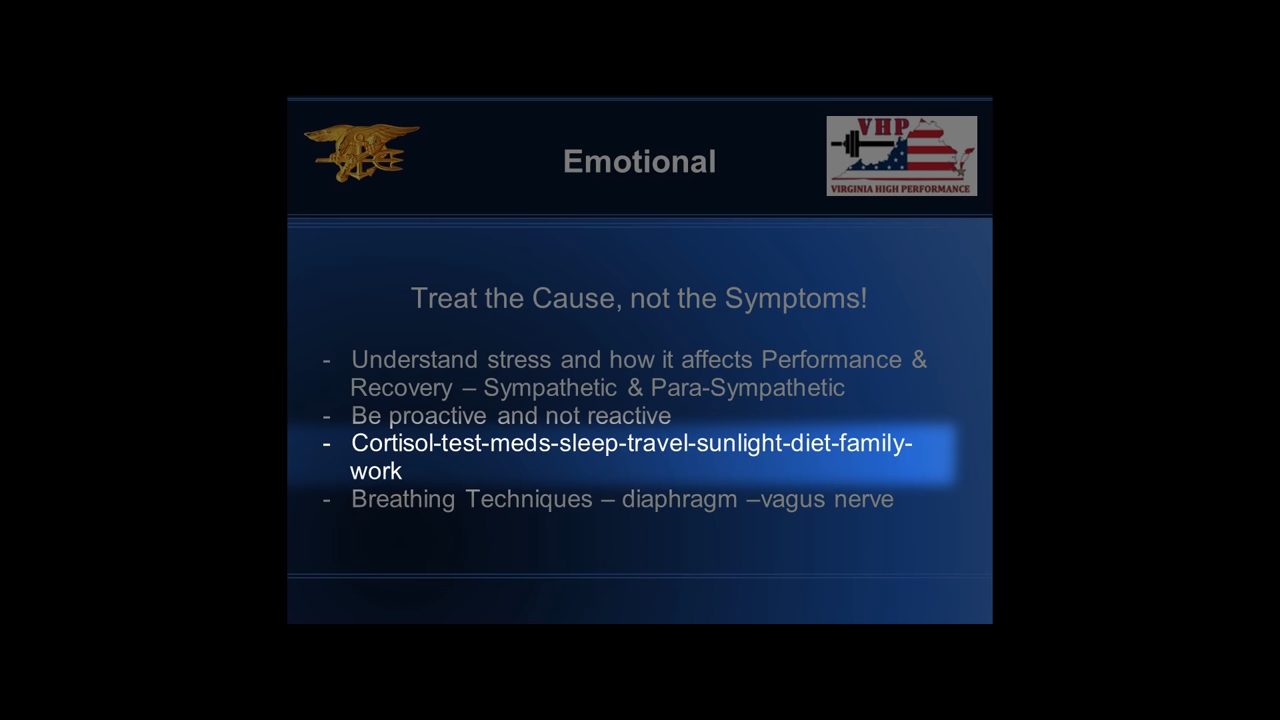 VHP
VIRGINIA HIGH PERFORMANCE
Emotional
Treat the Cause, not the Symptoms!
- Understand stress and how it affects Performance &
Recovery – Sympathetic & Para-Sympathetic
- Be proactive and not reactive
- Cortisol-test-meds-sleep-travel-sunlight-diet-family-
work
- Breathing Techniques – diaphragm –vagus nerve